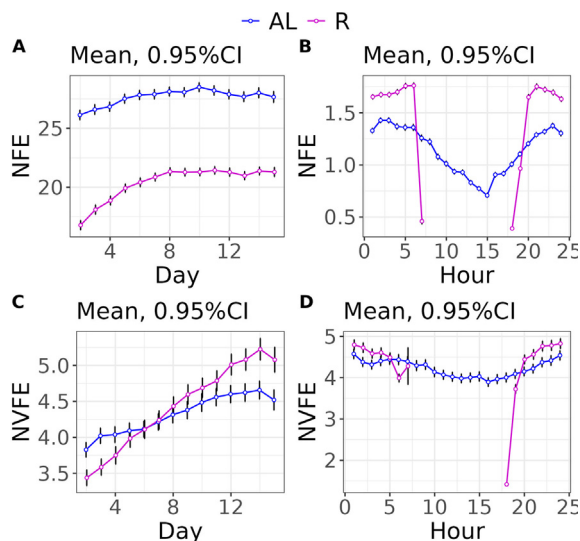 AL R
A
Mean, 0.95%CI
NFE
25
20
4 8 12
Day
B
Mean, 0.95%CI
NFE
1.5
1.0
0.5
0 5 10 15 20 25
Hour
C
Mean, 0.95%CI
NVFE
5.0
4.5
4.0
3.5
4 8 12
Day
D
Mean, 0.95%CI
NVFE
5
4
3
2
0 5 10 15 20 25
Hour